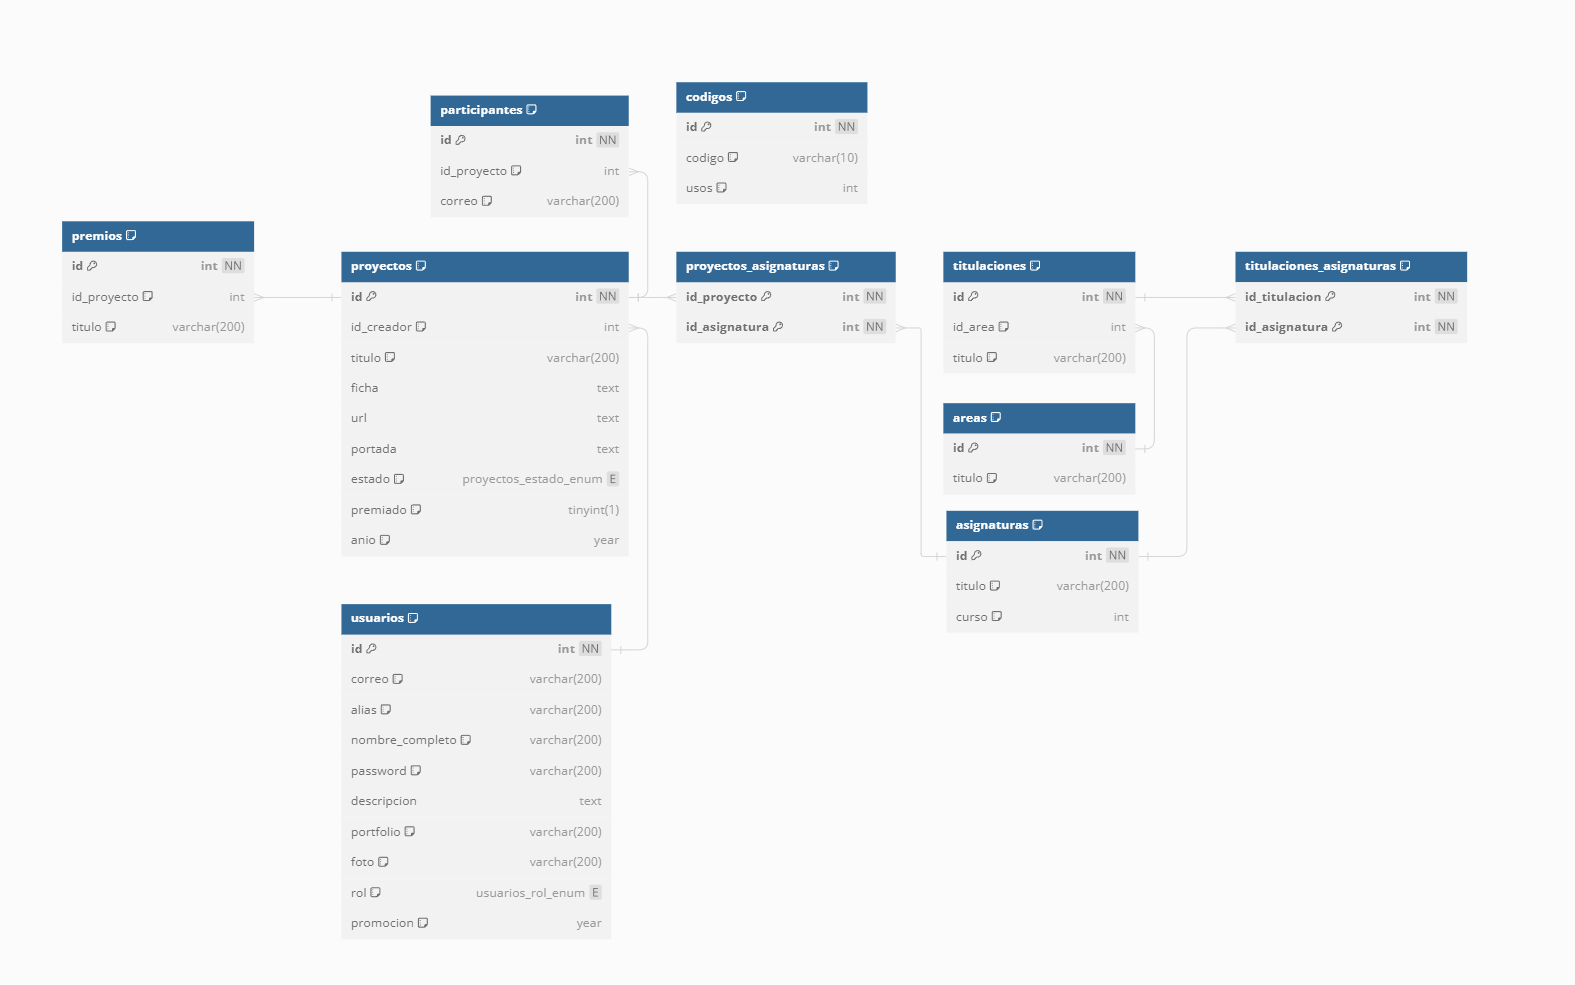 participantes
id int NN
id_proyecto int
correo varchar(200)
codigos
id int NN
codigo varchar(10)
usos int
premios
id int NN
id_proyecto int
titulo varchar(200)
proyectos
id int NN
id_creador int
titulo varchar(200)
ficha text
url text
portada text
estado proyectos_estado_enum E
premiado tinyint(1)
anio year
proyectos_asignaturas
id_proyecto int NN
id_asignatura int NN
titulaciones
id int NN
id_area int
titulo varchar(200)
titulaciones_asignaturas
id_titulacion int NN
id_asignatura int NN
areas
id int NN
titulo varchar(200)
asignaturas
id int NN
titulo varchar(200)
curso int
usuarios
id int NN
correo varchar(200)
alias varchar(200)
nombre_completo varchar(200)
password varchar(200)
descripcion text
portfolio varchar(200)
foto varchar(200)
rol usuarios_rol_enum E
promocion year